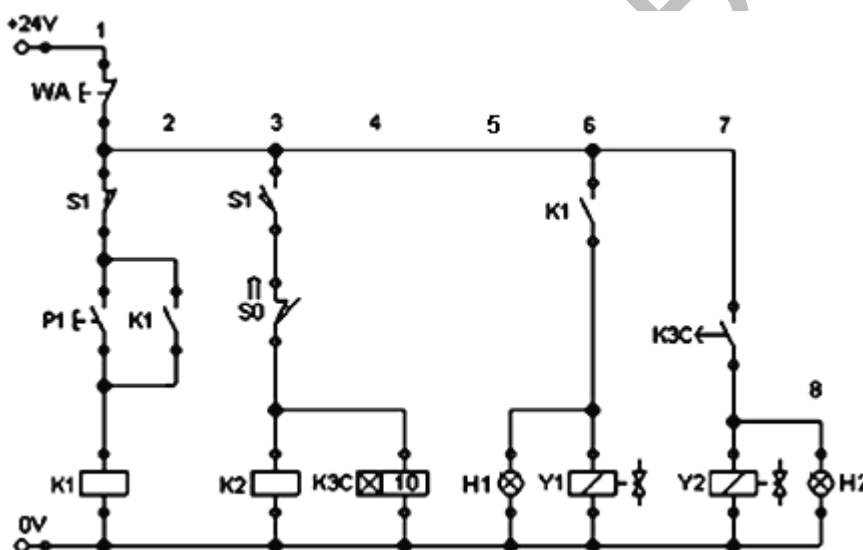 +24V 1
WA
2 3 4 5 6 7
S1 S1 K1
P1 K1 S0 K3C
8
K1 K2 K3C 10 H1 Y1 Y2 H2
0V